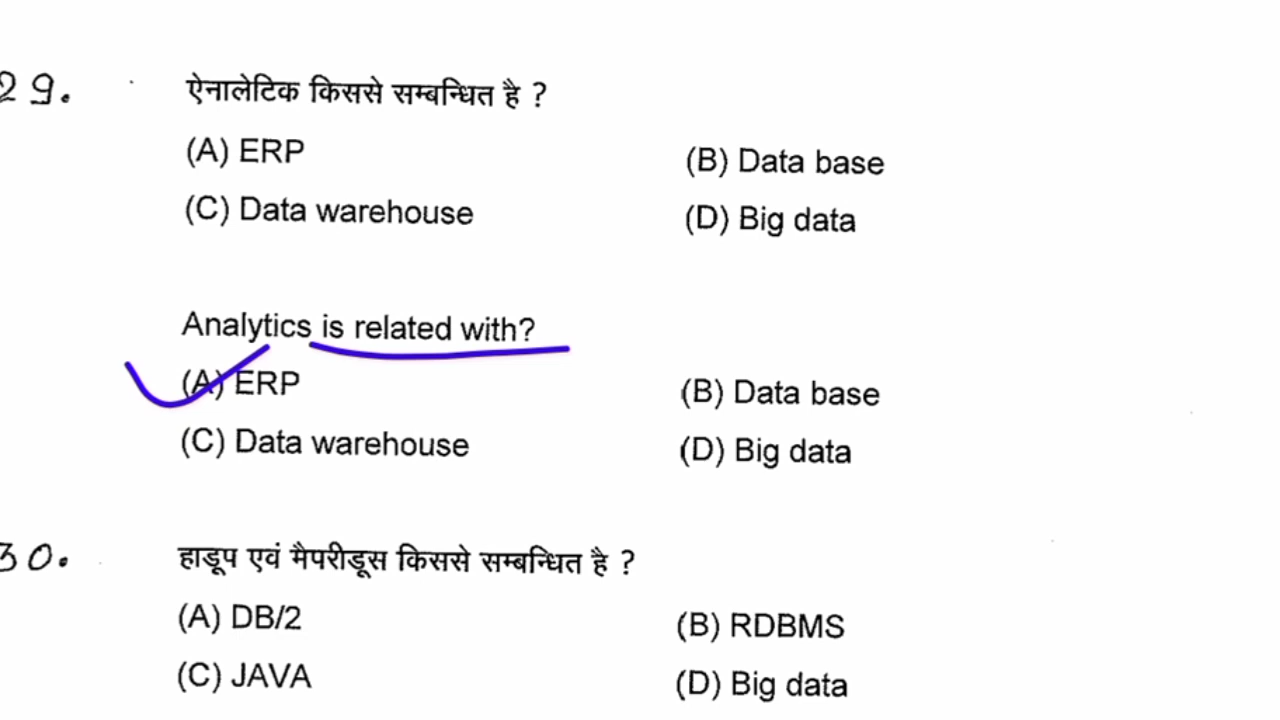 29. ऐनालेटिक किससे सम्बन्धित है ?
(A) ERP (B) Data base
(C) Data warehouse (D) Big data
Analytics is related with?
(A) ERP (B) Data base
(C) Data warehouse (D) Big data
30. हाडूप एवं मैपरीडूस किससे सम्बन्धित है ?
(A) DB/2 (B) RDBMS
(C) JAVA (D) Big data